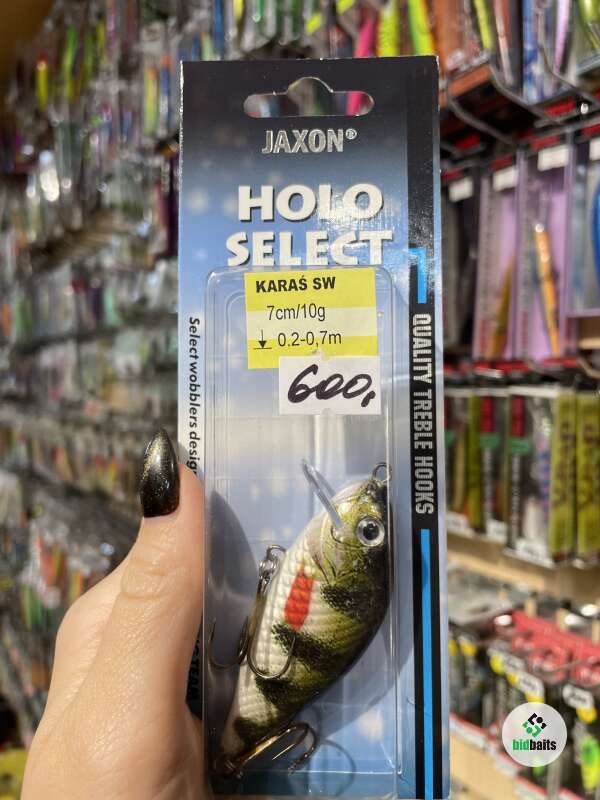 JAXON®
HOLO
SELECT
KARAŚ SW
7cm/10g
0.2-0,7m
600,
QUALITY TREBLE HOOKS
Select wobblers desig
bidbaits